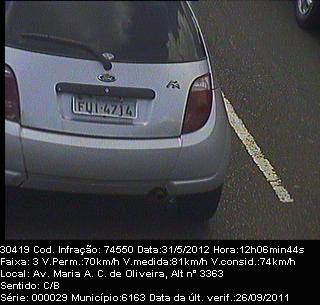 Ford
KA
FUI-4714
30419 Cod. Infração: 74550 Data:31/5/2012 Hora:12h06min44s
Faixa: 3 V.Perm.:70km/h V.medida:81km/h V.consid.:74km/h
Local: Av. Maria A. C. de Oliveira, Alt nº 3363
Sentido: C/B
Série: 000029 Município:6163 Data da últ. verif.:26/09/2011